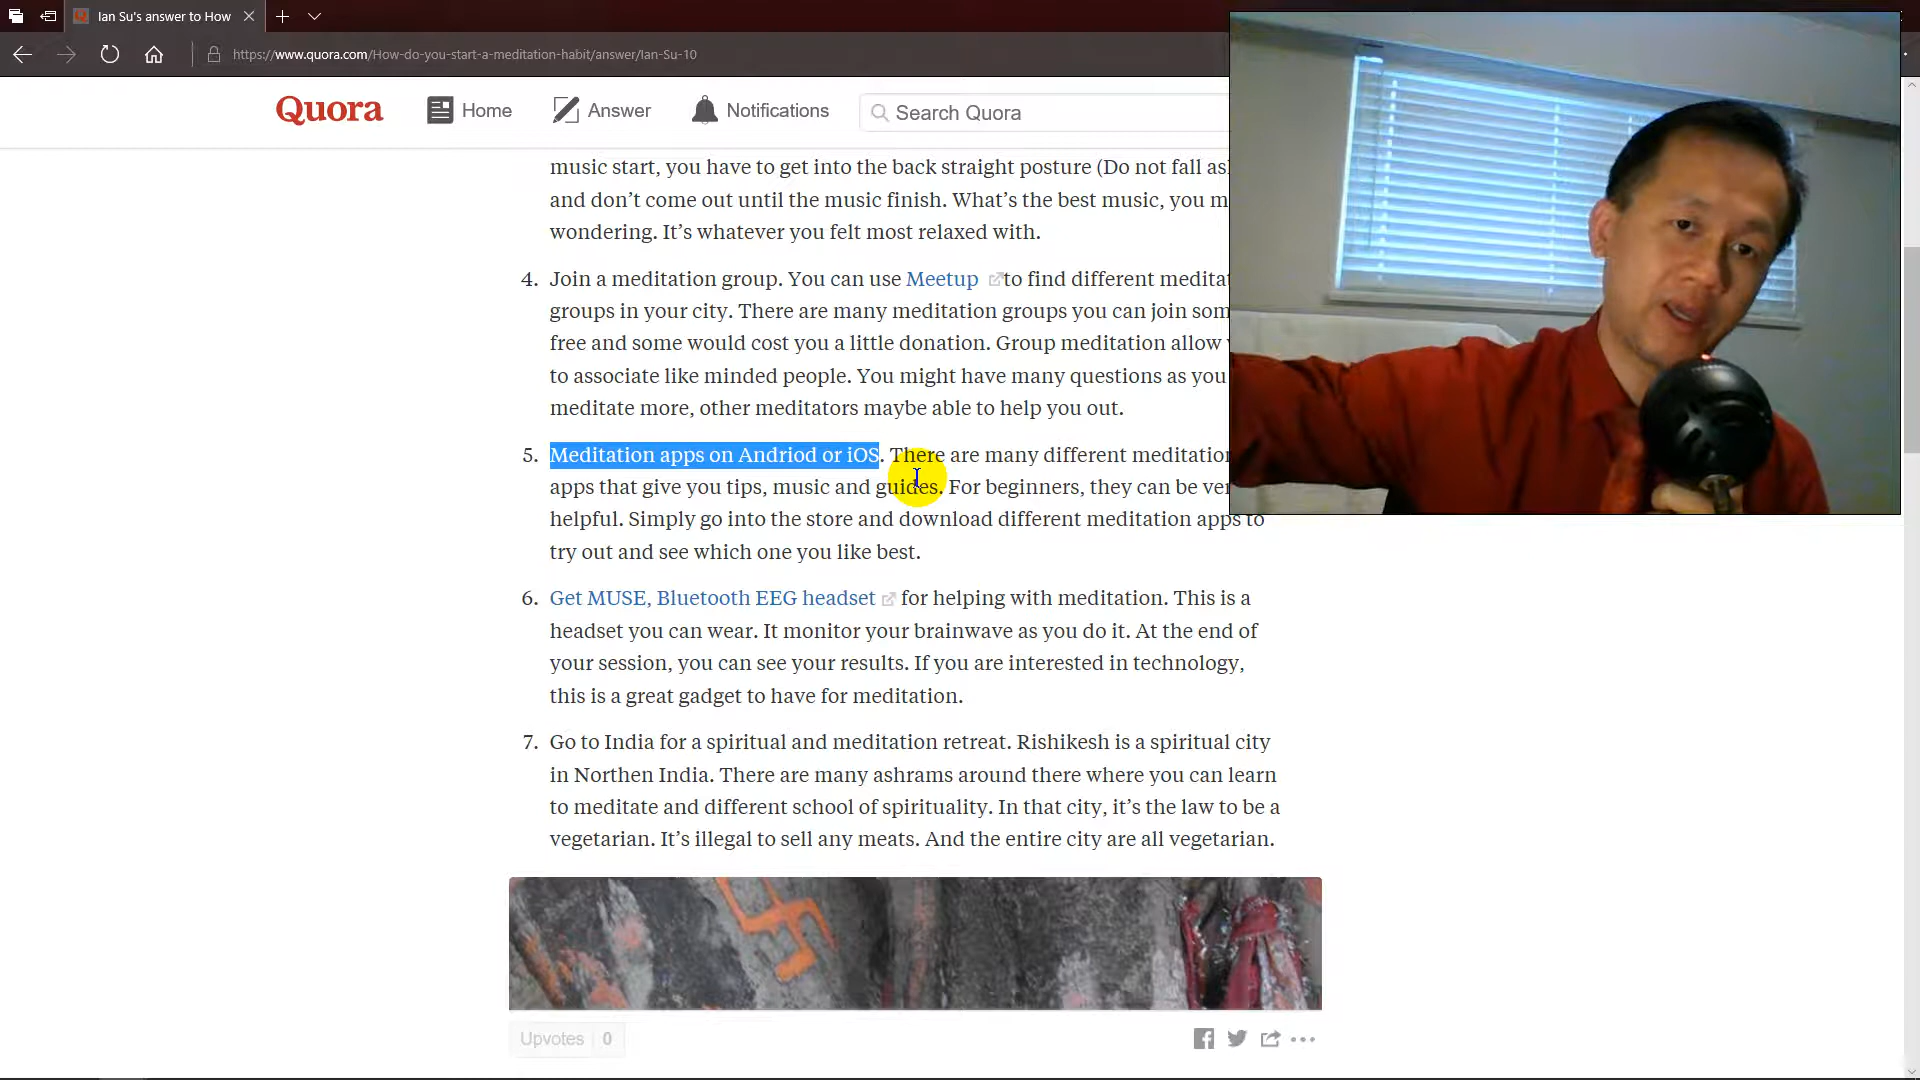 Ian Su's answer to How
https://www.quora.com/How-do-you-start-a-meditation-habit/answer/Ian-Su-10
Quora Home Answer Notifications Search Quora
music start, you have to get into the back straight posture (Do not fall
and don't come out until the music finish. What's the best music, you
wondering. It's whatever you felt most relaxed with.
4. Join a meditation group. You can use Meetup to find different
groups in your city. There are many meditation groups you can join
free and some would cost you a little donation. Group meditation allow
to associate like minded people. You might have many questions as you
meditate more, other meditators maybe able to help you out.
5. Meditation apps on Andriod or iOS. There are many different meditation
apps that give you tips, music and guides. For beginners, they can be
helpful. Simply go into the store and download different meditation apps to
try out and see which one you like best.
6. Get MUSE, Bluetooth EEG headset for helping with meditation. This is a
headset you can wear. It monitor your brainwave as you do it. At the end of
your session, you can see your results. If you are interested in technology,
this is a great gadget to have for meditation.
7. Go to India for a spiritual and meditation retreat. Rishikesh is a spiritual city
in Northen India. There are many ashrams around there where you can learn
to meditate and different school of spirituality. In that city, it's the law to be a
vegetarian. It's illegal to sell any meats. And the entire city are all vegetarian.
Upvotes 0